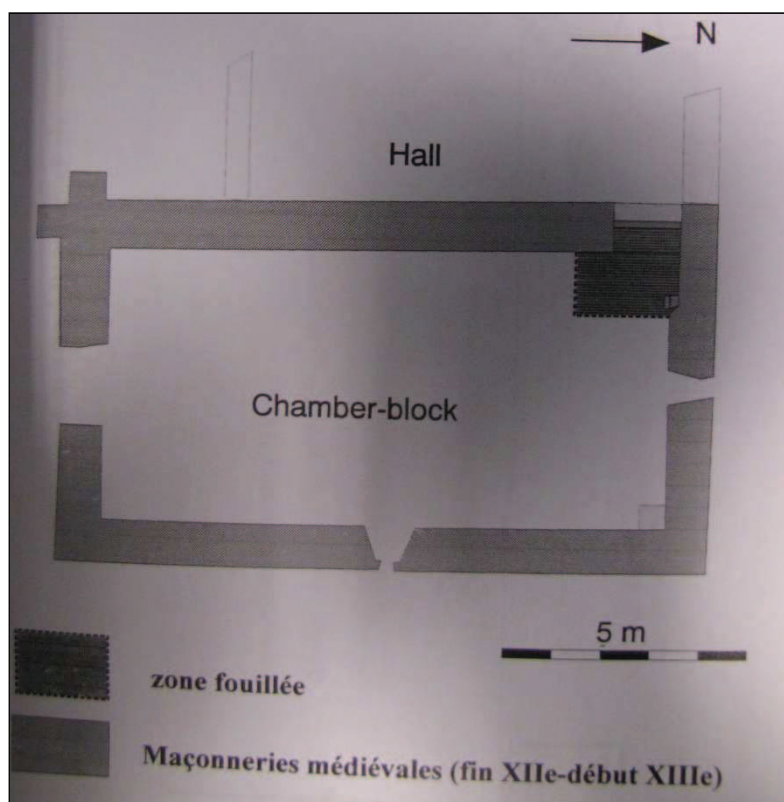 N
Hall
Chamber-block
5 m
zone fouillée
Maçonneries médiévales (fin XIIe-début XIIIe)